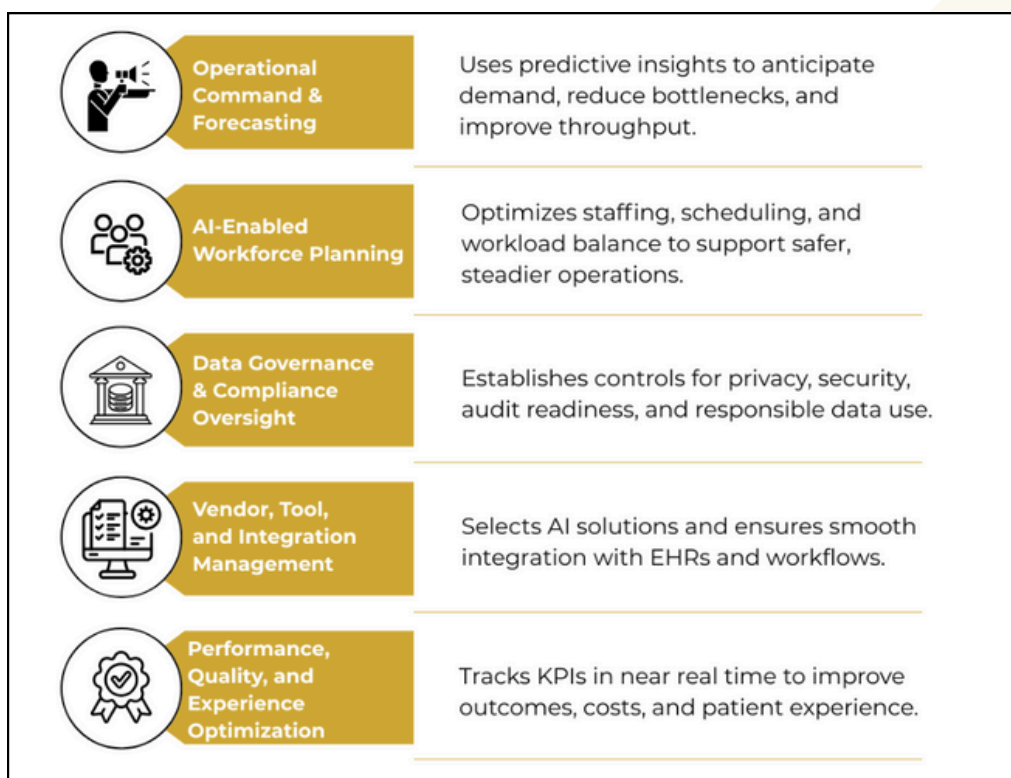 Operational
Command &
Forecasting
Uses predictive insights to anticipate
demand, reduce bottlenecks, and
improve throughput.
AI-Enabled
Workforce Planning
Optimizes staffing, scheduling, and
workload balance to support safer,
steadier operations.
Data Governance
& Compliance
Oversight
Establishes controls for privacy, security,
audit readiness, and responsible data use.
Vendor, Tool,
and Integration
Management
Selects AI solutions and ensures smooth
integration with EHRs and workflows.
Performance,
Quality, and
Experience
Optimization
Tracks KPIs in near real time to improve
outcomes, costs, and patient experience.